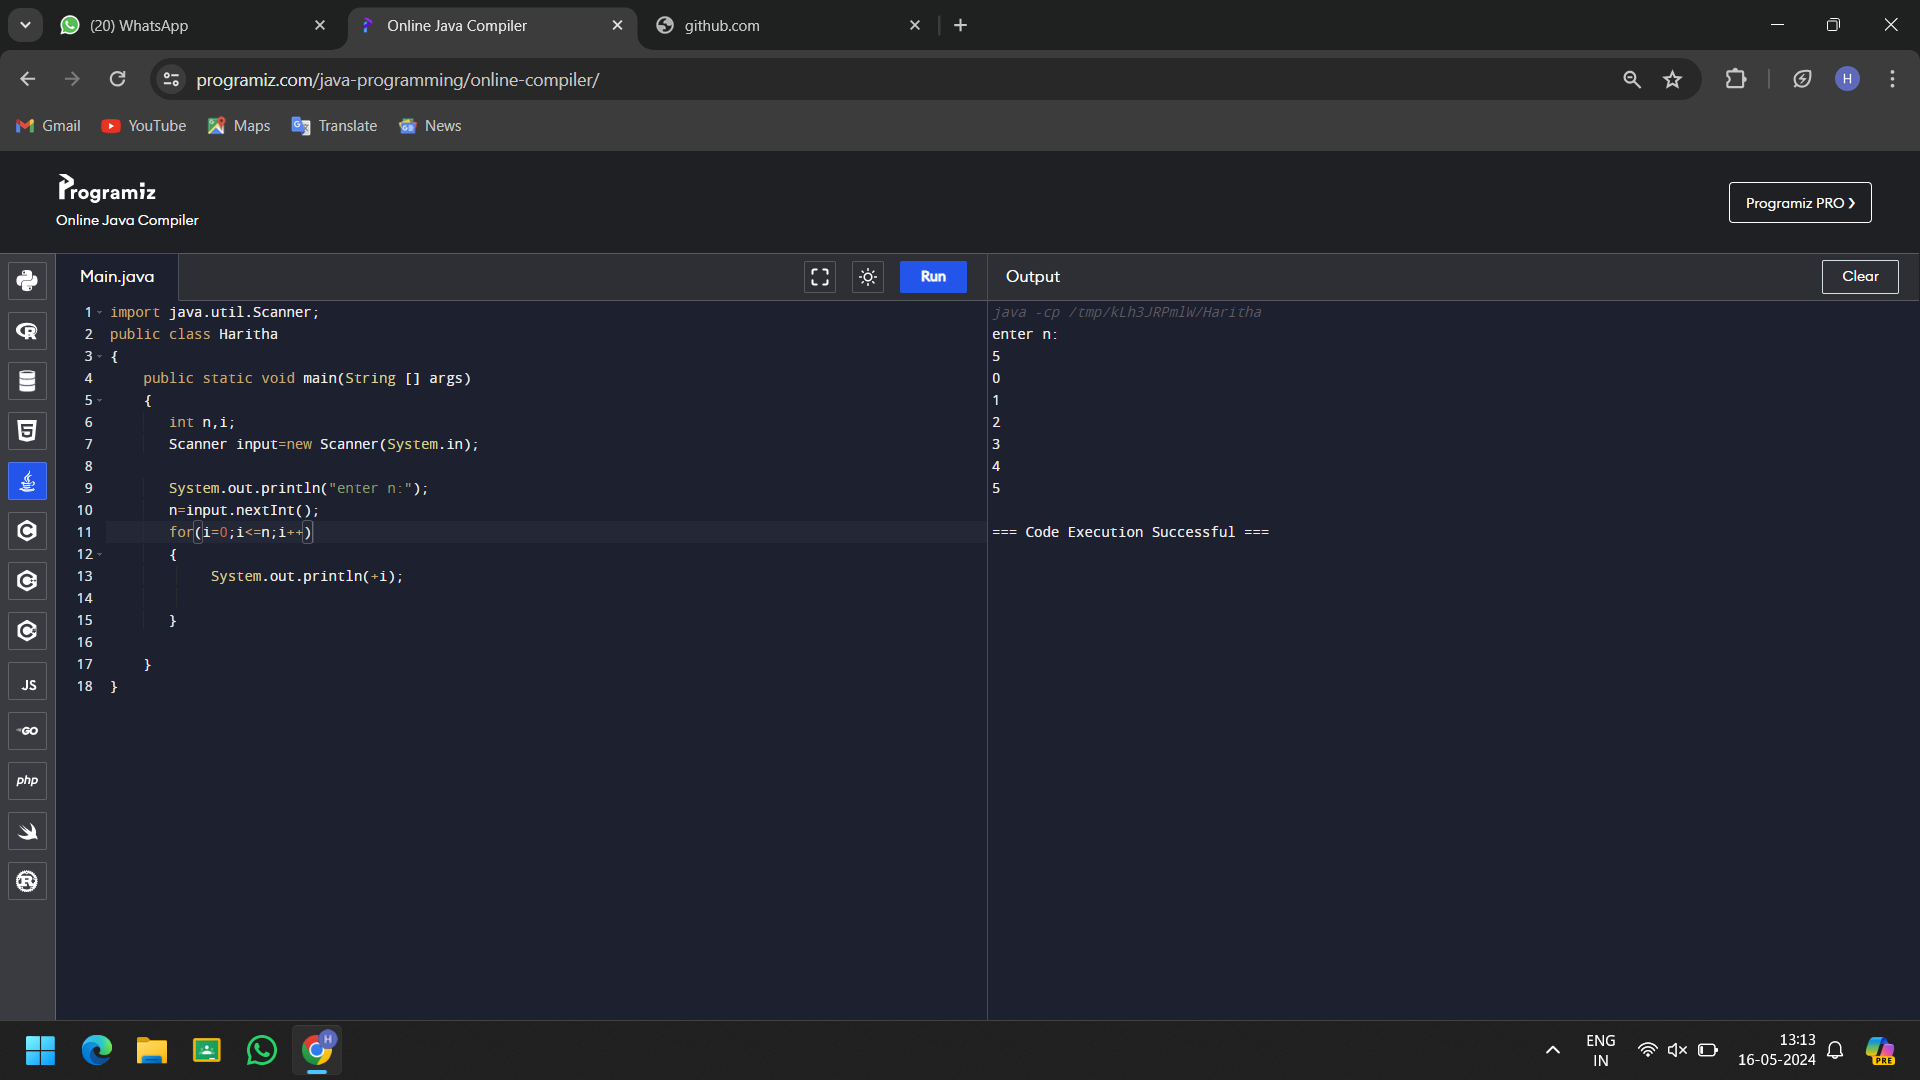 (20) WhatsApp
Online Java Compiler
github.com
programiz.com/java-programming/online-compiler/
H
Gmail
YouTube
Maps
Translate
News
Programiz
Online Java Compiler
Programiz PRO ❯
Main.java
Run
Output
Clear
1 import java.util.Scanner;
2 public class Haritha
3 {
4 public static void main(String [] args)
5 {
6 int n,i;
7 Scanner input=new Scanner(System.in);
8
9 System.out.println("enter n:");
10 n=input.nextInt();
11 for(i=0;i<=n;i++)
12 {
13 System.out.println(+i);
14
15 }
16
17 }
18 }
java -cp /tmp/kLh3JRPmlW/Haritha
enter n:
5
0
1
2
3
4
5
=== Code Execution Successful ===
R
5
C
C
C
JS
GO
php
R
H
ENG
IN
13:13
16-05-2024
PRE